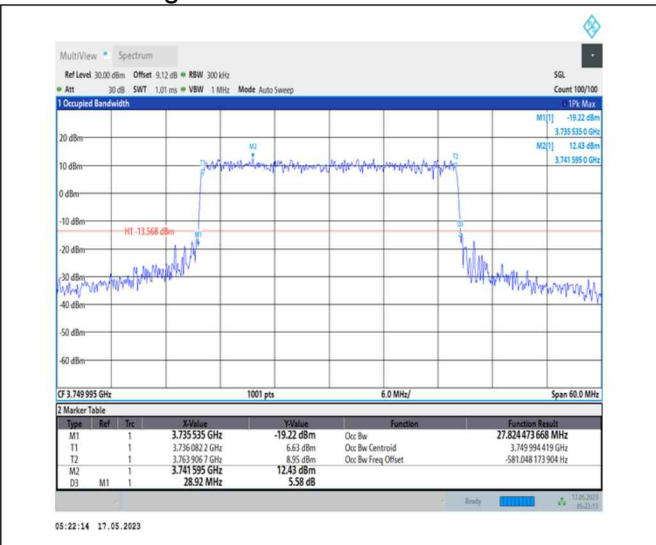 MultiView Spectrum
Ref Level 30.00 dBm Offset 9.12 dB RBW 300 kHz SGL
Att 30 dB SWT 1.01 ms VBW 1 MHz Mode Auto Sweep Count 100/100
1 Occupied Bandwidth 1Pk Max
M1[1] -19.22 dBm
3.735 535 0 GHz
M2[1] 12.43 dBm
3.741 595 0 GHz
20 dBm
M2
T1 T2
10 dBm
0 dBm
-10 dBm
H1 -13.568 dBm
M1 D3
-20 dBm
-30 dBm
-40 dBm
-50 dBm
-60 dBm
CF 3.749 995 GHz 1001 pts 6.0 MHz/ Span 60.0 MHz
2 Marker Table
Type Ref Trc X-Value Y-Value Function Function Result
M1 1 3.735 535 GHz -19.22 dBm Occ Bw 27.824 473 668 MHz
T1 1 3.736 082 2 GHz 6.63 dBm Occ Bw Centroid 3.749 994 419 GHz
T2 1 3.763 906 7 GHz 8.95 dBm Occ Bw Freq Offset -581.048 173 904 Hz
M2 1 3.741 595 GHz 12.43 dBm
D3 M1 1 28.92 MHz 5.58 dB
Ready 17.05.2023
05:22:13
05:22:14 17.05.2023